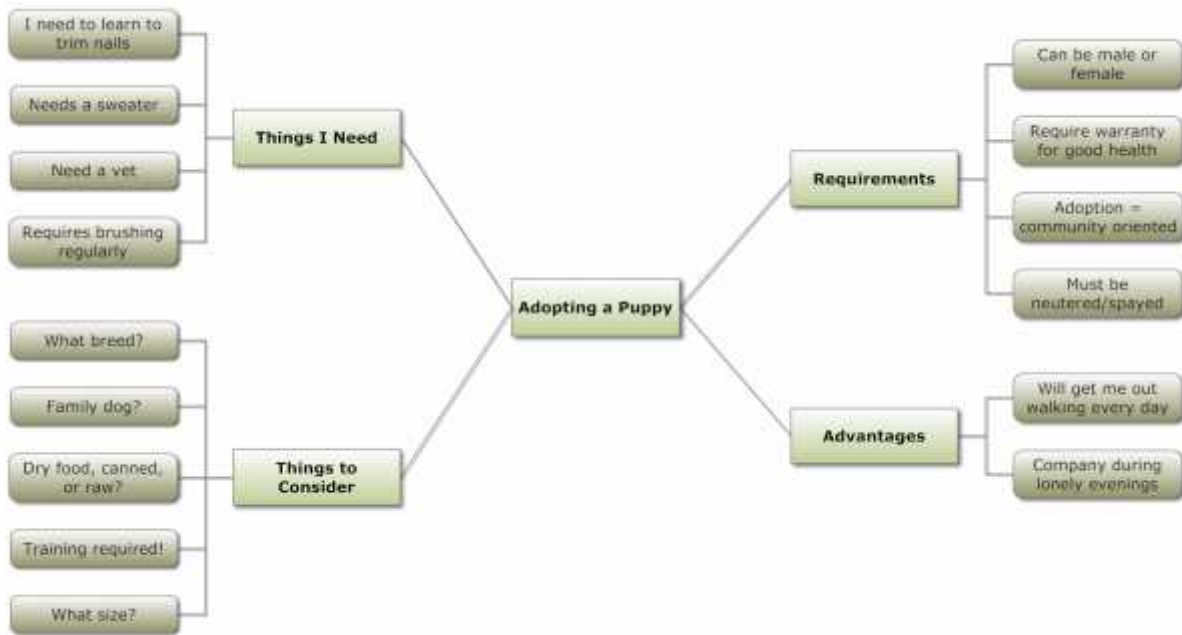 I need to learn to
trim nails
Needs a sweater
Need a vet
Requires brushing
regularly
Things I Need
What breed?
Family dog?
Dry food, canned,
or raw?
Training required!
What size?
Things to
Consider
Adopting a Puppy
Requirements
Can be male or
female
Require warranty
for good health
Adoption =
community oriented
Must be
neutered/spayed
Advantages
Will get me out
walking every day
Company during
lonely evenings